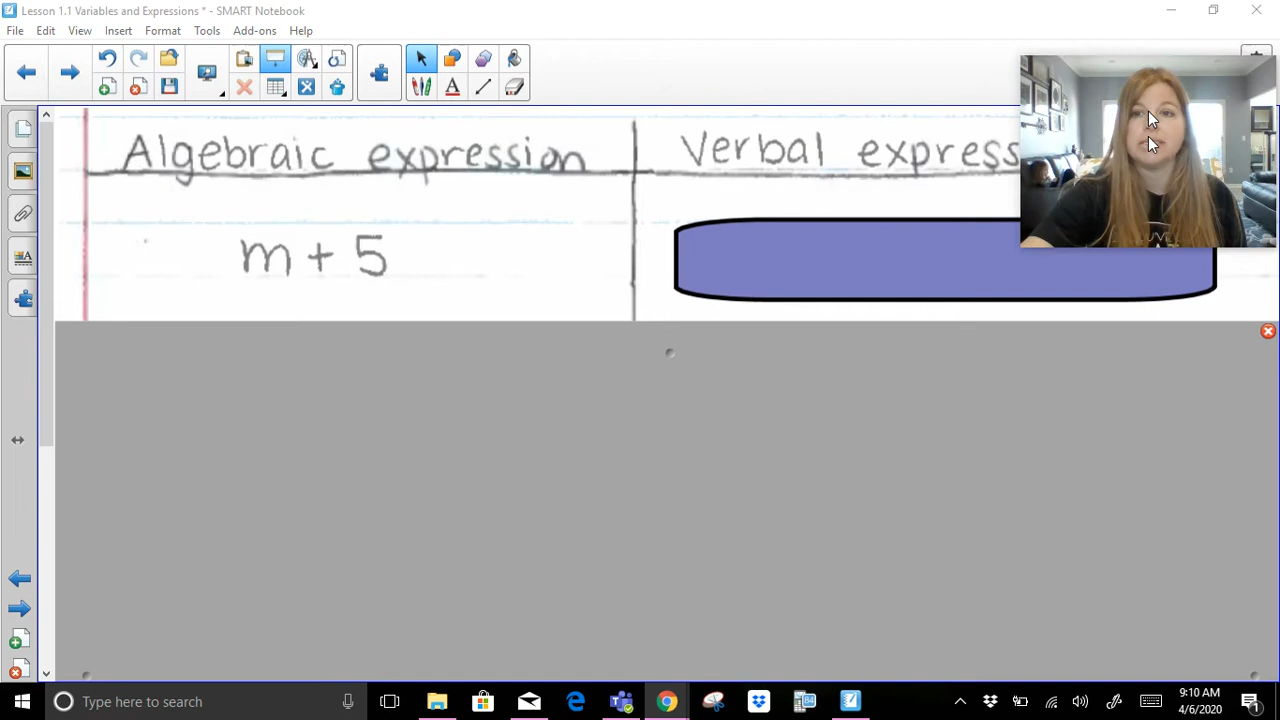 Lesson 1.1 Variables and Expressions * - SMART Notebook
File Edit View Insert Format Tools Add-ons Help
Algebraic expression Verbal express
m + 5
Type here to search
9:10 AM
4/6/2020